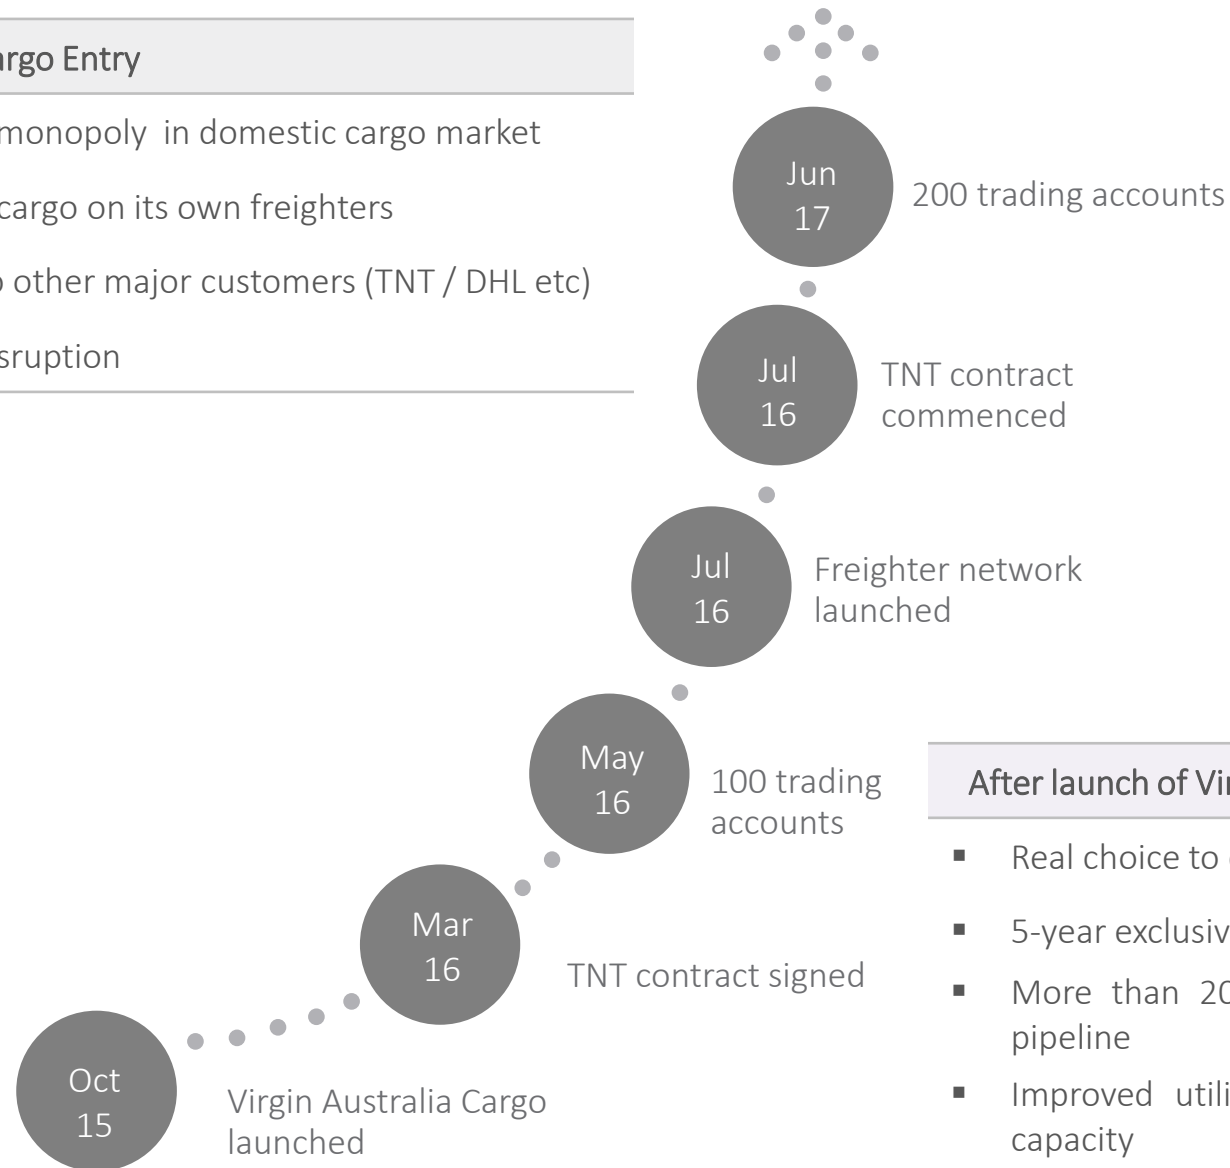 argo Entry
monopoly in domestic cargo market
cargo on its own freighters
other major customers (TNT / DHL etc)
Jun
17
200 trading accounts
Jul
16
TNT contract
commenced
Jul
16
Freighter network
launched
May
16
100 trading
accounts
Mar
16
TNT contract signed
Oct
15
Virgin Australia Cargo
launched
After launch of Vir
▪ Real choice to
▪ 5-year exclusiv
▪ More than 20
pipeline
▪ Improved utili
capacity